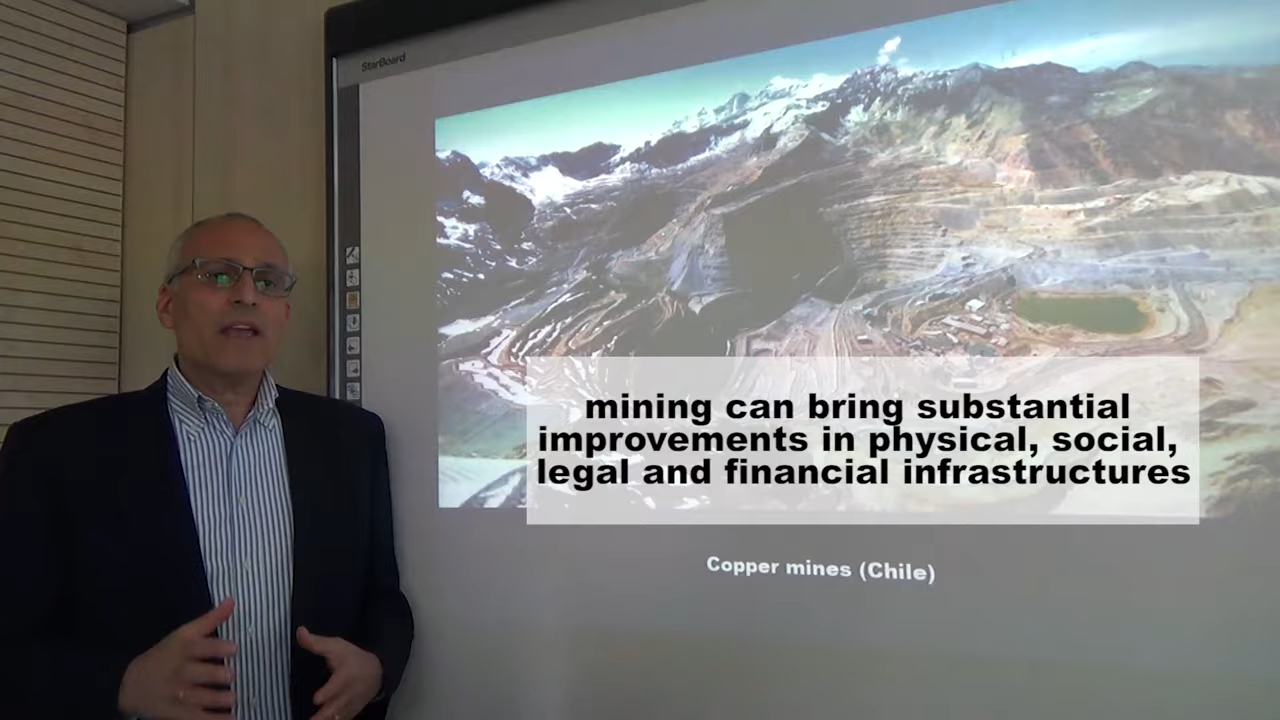 StarBoard
mining can bring substantial
improvements in physical, social,
legal and financial infrastructures
Copper mines (Chile)